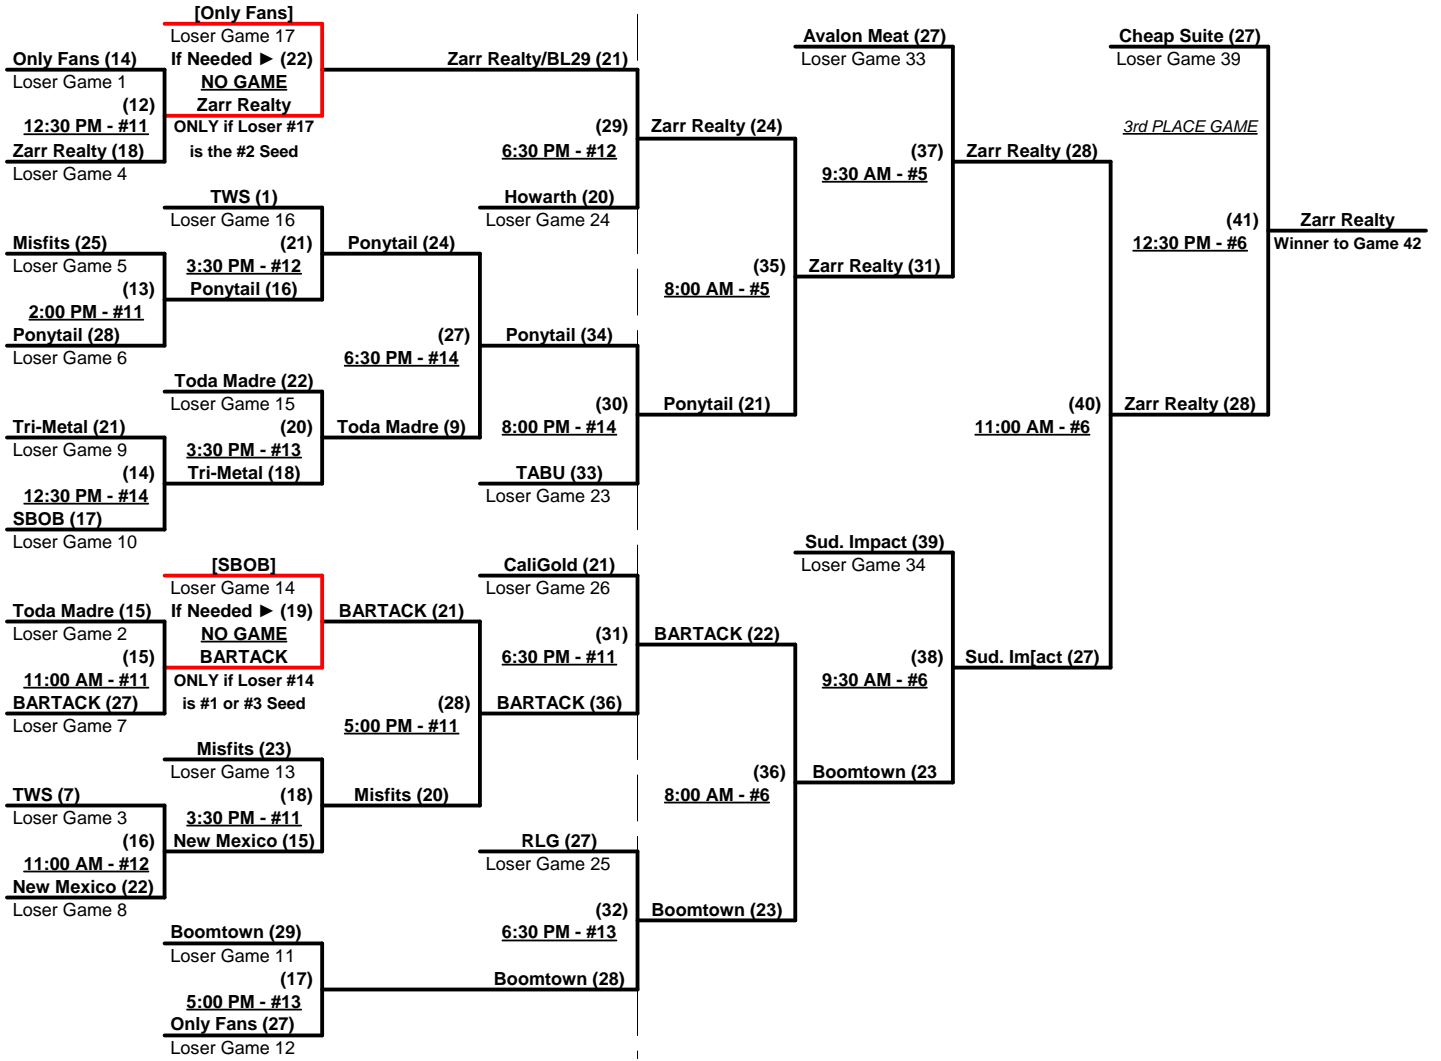 [Only Fans]
Loser Game 17
Only Fans (14)
If Needed ► (22)
Zarr Realty/BL29 (21)
Avalon Meat (27)
Cheap Suite (27)
Loser Game 1
NO GAME
Loser Game 33
Loser Game 39
(12)
Zarr Realty
12:30 PM - #11
ONLY if Loser #17
(29)
Zarr Realty (24)
3rd PLACE GAME
Zarr Realty (18)
is the #2 Seed
6:30 PM - #12
(37)
Zarr Realty (28)
Loser Game 4
9:30 AM - #5
TWS (1)
Howarth (20)
Loser Game 16
Loser Game 24
(41)
Zarr Realty
Misfits (25)
(21)
Ponytail (24)
12:30 PM - #6
Winner to Game 42
Loser Game 5
3:30 PM - #12
(35)
Zarr Realty (31)
(13)
Ponytail (16)
8:00 AM - #5
2:00 PM - #11
Ponytail (28)
(27)
Ponytail (34)
Loser Game 6
6:30 PM - #14
Toda Madre (22)
Loser Game 15
(30)
Ponytail (21)
(40)
Zarr Realty (28)
Tri-Metal (21)
(20)
Toda Madre (9)
8:00 PM - #14
11:00 AM - #6
Loser Game 9
3:30 PM - #13
(14)
Tri-Metal (18)
TABU (33)
12:30 PM - #14
Loser Game 23
SBOB (17)
Loser Game 10
Sud. Impact (39)
[SBOB]
CaliGold (21)
Loser Game 34
Loser Game 14
Loser Game 26
Toda Madre (15)
If Needed ► (19)
BARTACK (21)
Loser Game 2
NO GAME
(31)
BARTACK (22)
(15)
BARTACK
6:30 PM - #11
(38)
Sud. Im[act (27)
11:00 AM - #11
ONLY if Loser #14
9:30 AM - #6
BARTACK (27)
is #1 or #3 Seed
(28)
BARTACK (36)
Loser Game 7
5:00 PM - #11
Misfits (23)
Loser Game 13
(36)
Boomtown (23
TWS (7)
(18)
Misfits (20)
8:00 AM - #6
Loser Game 3
3:30 PM - #11
(16)
New Mexico (15)
RLG (27)
11:00 AM - #12
Loser Game 25
New Mexico (22)
Loser Game 8
(32)
Boomtown (23)
Boomtown (29)
6:30 PM - #13
Loser Game 11
(17)
Boomtown (28)
5:00 PM - #13
Only Fans (27)
Loser Game 12